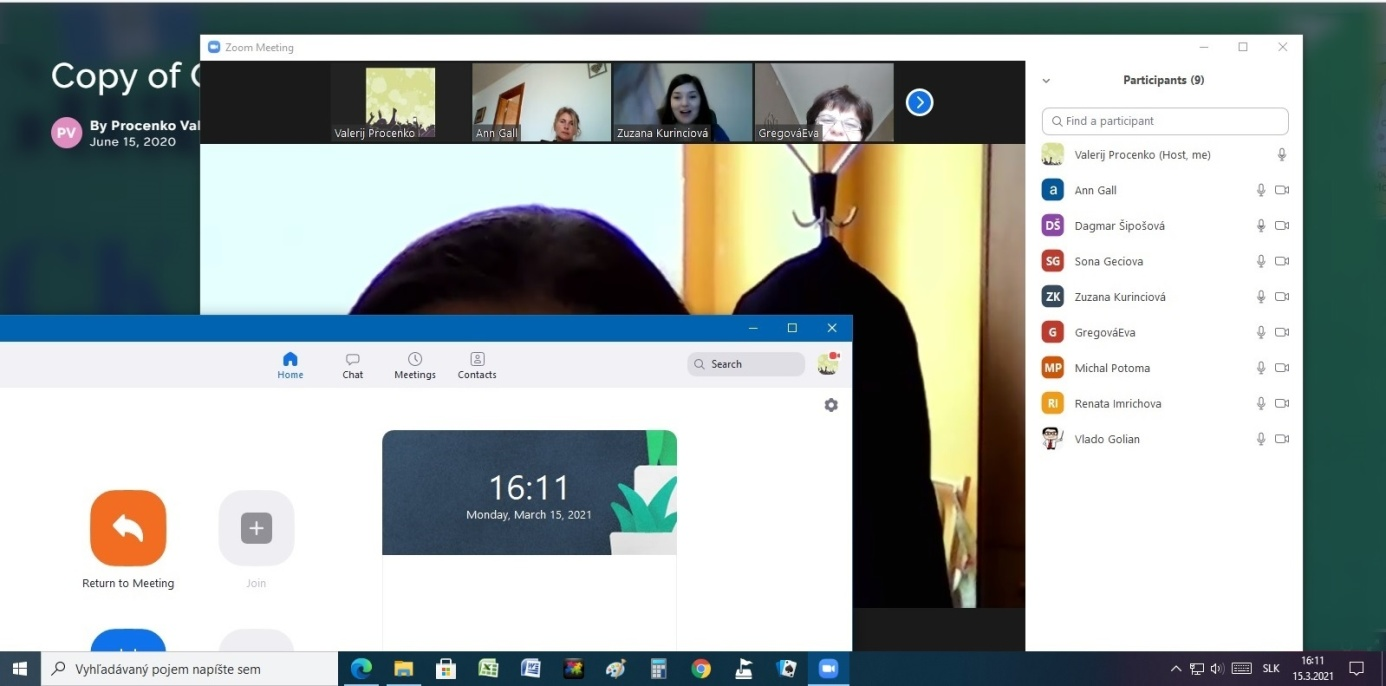 Copy of
PV
By Procenko Val
June 15, 2020
Zoom Meeting
Valerij Procenko
Ann Gall
Zuzana Kurinciová
GregováEva
Participants (9)
Find a participant
Valerij Procenko (Host, me)
a Ann Gall
DŠ Dagmar Šipošová
SG Sona Geciova
ZK Zuzana Kurinciová
G GregováEva
MP Michal Potoma
RI Renata Imrichova
Vlado Golian
Home
Chat
Meetings
Contacts
Search
16:11
Monday, March 15, 2021
Return to Meeting
Join
Vyhľadávaný pojem napíšte sem
SLK
16:11
15.3.2021